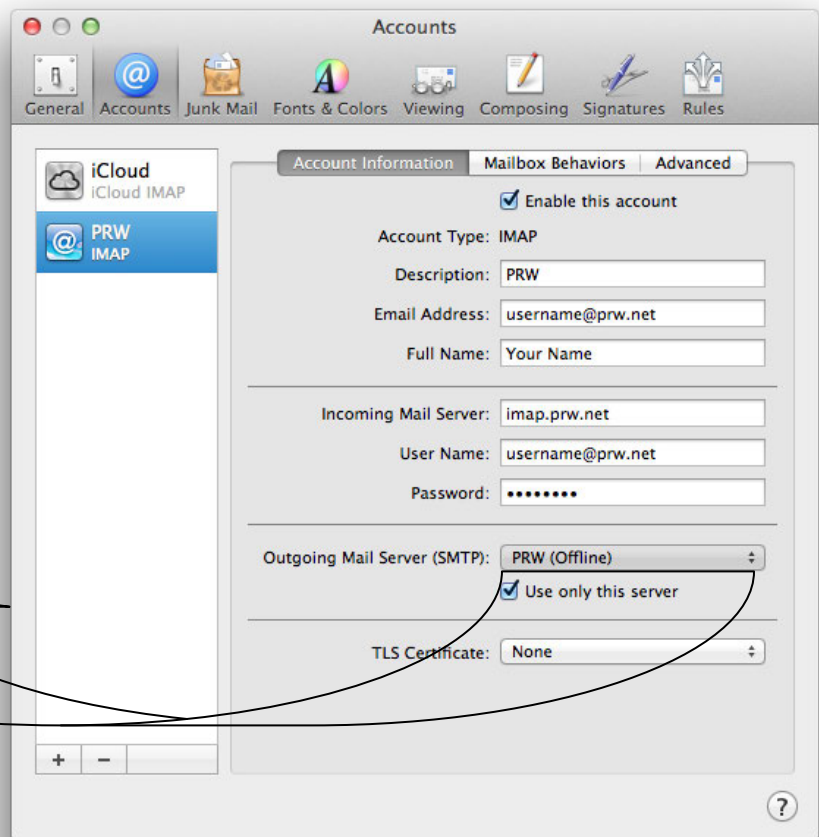 Accounts
General Accounts Junk Mail Fonts & Colors Viewing Composing Signatures Rules
iCloud
iCloud IMAP
PRW
IMAP
Account Information Mailbox Behaviors Advanced
Enable this account
Account Type: IMAP
Description: PRW
Email Address: username@prw.net
Full Name: Your Name
Incoming Mail Server: imap.prw.net
User Name: username@prw.net
Password: ••••••••
Outgoing Mail Server (SMTP): PRW (Offline)
Use only this server
TLS Certificate: None
+ −
?